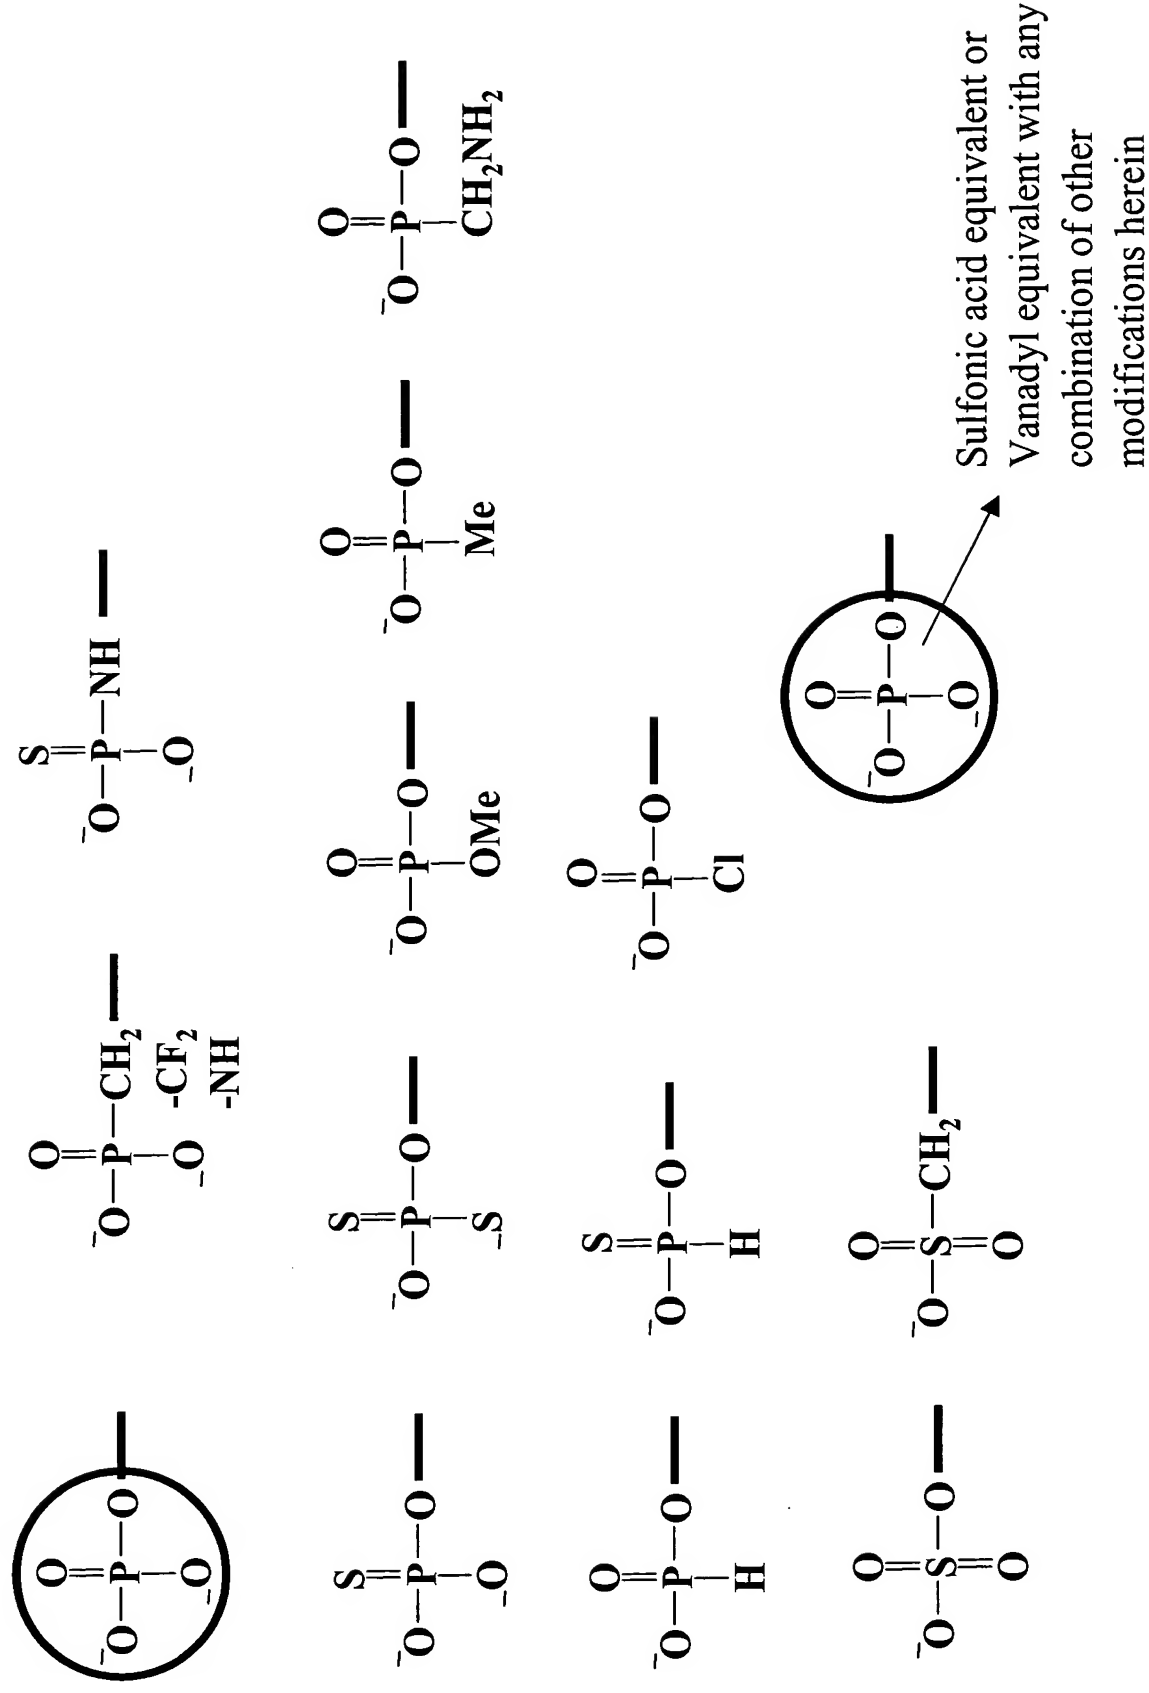 O
⁻O–P–O
O⁻
O
⁻O–P–CH₂
O⁻
-CF₂
-NH
S
⁻O–P–NH
O⁻
S
⁻O–P–O
O⁻
S
⁻O–P–O
S⁻
O
⁻O–P–O
OMe
O
⁻O–P–O
Me
O
⁻O–P–O
CH₂NH₂
O
⁻O–P–O
H
S
⁻O–P–O
H
O
⁻O–P–O
Cl
O
⁻O–S–O
O
O
⁻O–S–CH₂
O
O
⁻O–P–O
O⁻
Sulfonic acid equivalent or
Vanadyl equivalent with any
combination of other
modifications herein